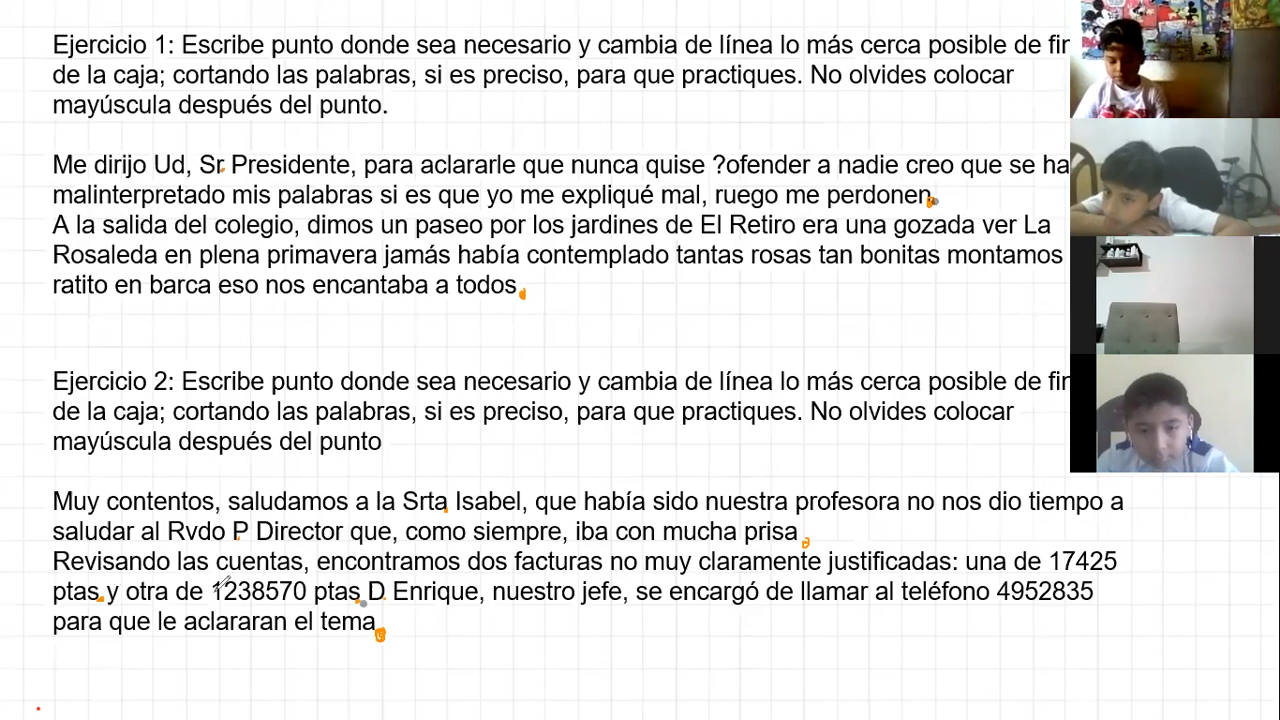 Ejercicio 1: Escribe punto donde sea necesario y cambia de línea lo más cerca posible de fin
de la caja; cortando las palabras, si es preciso, para que practiques. No olvides colocar
mayúscula después del punto.
Me dirijo Ud, Sr. Presidente, para aclararle que nunca quise ?ofender a nadie creo que se ha
malinterpretado mis palabras si es que yo me expliqué mal, ruego me perdonen.
A la salida del colegio, dimos un paseo por los jardines de El Retiro era una gozada ver La
Rosaleda en plena primavera jamás había contemplado tantas rosas tan bonitas montamos
ratito en barca eso nos encantaba a todos.
Ejercicio 2: Escribe punto donde sea necesario y cambia de línea lo más cerca posible de fin
de la caja; cortando las palabras, si es preciso, para que practiques. No olvides colocar
mayúscula después del punto
Muy contentos, saludamos a la Srta. Isabel, que había sido nuestra profesora no nos dio tiempo a
saludar al Rvdo P. Director que, como siempre, iba con mucha prisa.
Revisando las cuentas, encontramos dos facturas no muy claramente justificadas: una de 17425
ptas. y otra de 1238570 ptas. D. Enrique, nuestro jefe, se encargó de llamar al teléfono 4952835
para que le aclararan el tema.